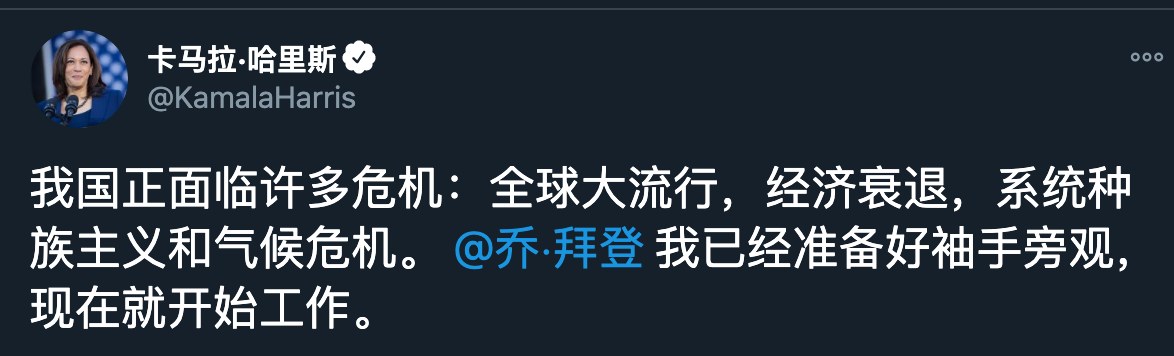 卡马拉·哈里斯
@KamalaHarris
我国正面临许多危机：全球大流行，经济衰退，系统种
族主义和气候危机。 @乔·拜登 我已经准备好袖手旁观，
现在就开始工作。